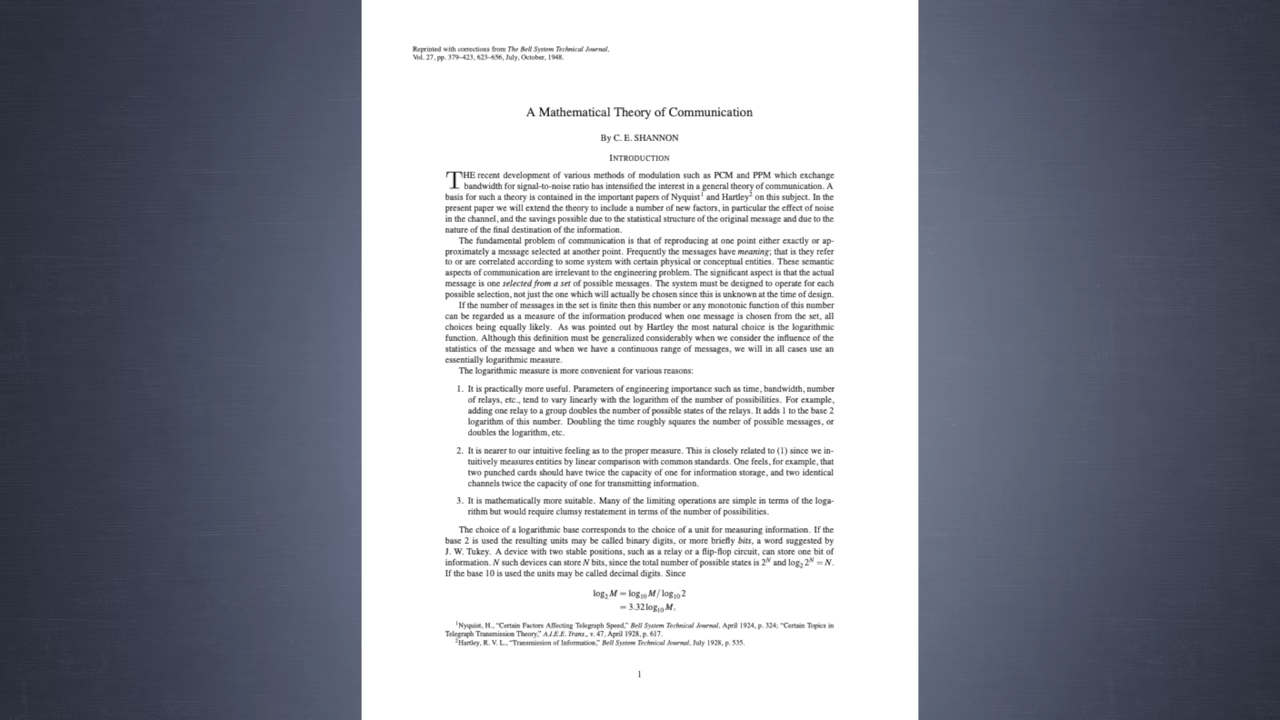 Reprinted with corrections from The Bell System Technical Journal,
Vol. 27, pp. 379–423, 623–656, July, October, 1948.
A Mathematical Theory of Communication
By C. E. SHANNON
INTRODUCTION
THE recent development of various methods of modulation such as PCM and PPM which exchange
bandwidth for signal-to-noise ratio has intensified the interest in a general theory of communication. A
basis for such a theory is contained in the important papers of Nyquist¹ and Hartley² on this subject. In the
present paper we will extend the theory to include a number of new factors, in particular the effect of noise
in the channel, and the savings possible due to the statistical structure of the original message and due to the
nature of the final destination of the information.
The fundamental problem of communication is that of reproducing at one point either exactly or ap-
proximately a message selected at another point. Frequently the messages have meaning; that is they refer
to or are correlated according to some system with certain physical or conceptual entities. These semantic
aspects of communication are irrelevant to the engineering problem. The significant aspect is that the actual
message is one selected from a set of possible messages. The system must be designed to operate for each
possible selection, not just the one which will actually be chosen since this is unknown at the time of design.
If the number of messages in the set is finite then this number or any monotonic function of this number
can be regarded as a measure of the information produced when one message is chosen from the set, all
choices being equally likely. As was pointed out by Hartley the most natural choice is the logarithmic
function. Although this definition must be generalized considerably when we consider the influence of the
statistics of the message and when we have a continuous range of messages, we will in all cases use an
essentially logarithmic measure.
The logarithmic measure is more convenient for various reasons:
1. It is practically more useful. Parameters of engineering importance such as time, bandwidth, number
of relays, etc., tend to vary linearly with the logarithm of the number of possibilities. For example,
adding one relay to a group doubles the number of possible states of the relays. It adds 1 to the base 2
logarithm of this number. Doubling the time roughly squares the number of possible messages, or
doubles the logarithm, etc.
2. It is nearer to our intuitive feeling as to the proper measure. This is closely related to (1) since we in-
tuitively measures entities by linear comparison with common standards. One feels, for example, that
two punched cards should have twice the capacity of one for information storage, and two identical
channels twice the capacity of one for transmitting information.
3. It is mathematically more suitable. Many of the limiting operations are simple in terms of the loga-
rithm but would require clumsy restatement in terms of the number of possibilities.
The choice of a logarithmic base corresponds to the choice of a unit for measuring information. If the
base 2 is used the resulting units may be called binary digits, or more briefly bits, a word suggested by
J. W. Tukey. A device with two stable positions, such as a relay or a flip-flop circuit, can store one bit of
information. N such devices can store N bits, since the total number of possible states is 2ᴺ and log₂ 2ᴺ = N.
If the base 10 is used the units may be called decimal digits. Since
log₂ M = log₁₀ M / log₁₀ 2
= 3.32 log₁₀ M.
¹Nyquist, H., “Certain Factors Affecting Telegraph Speed,” Bell System Technical Journal, April 1924, p. 324; “Certain Topics in
Telegraph Transmission Theory,” A.I.E.E. Trans., v. 47, April 1928, p. 617.
²Hartley, R. V. L., “Transmission of Information,” Bell System Technical Journal, July 1928, p. 535.
1